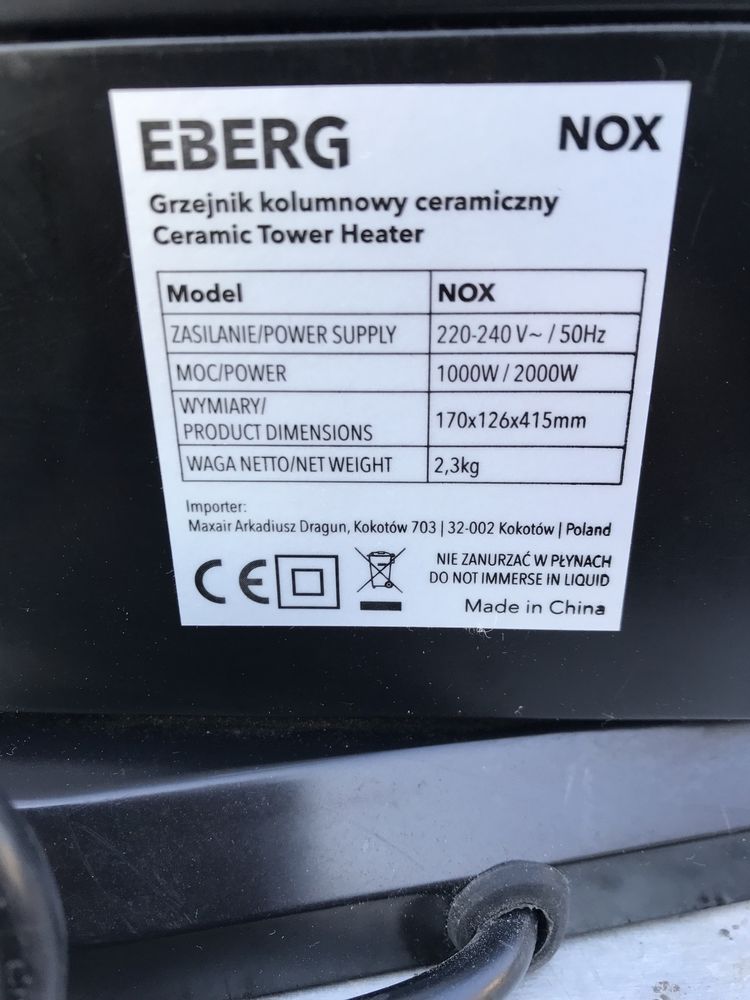 EBERG NOX
Grzejnik kolumnowy ceramiczny
Ceramic Tower Heater
Model NOX
ZASILANIE/POWER SUPPLY 220-240 V~ / 50Hz
MOC/POWER 1000W / 2000W
WYMIARY/
PRODUCT DIMENSIONS 170x126x415mm
WAGA NETTO/NET WEIGHT 2,3kg
Importer:
Maxair Arkadiusz Dragun, Kokotów 703 | 32-002 Kokotów | Poland
CE
NIE ZANURZAĆ W PŁYNACH
DO NOT IMMERSE IN LIQUID
Made in China